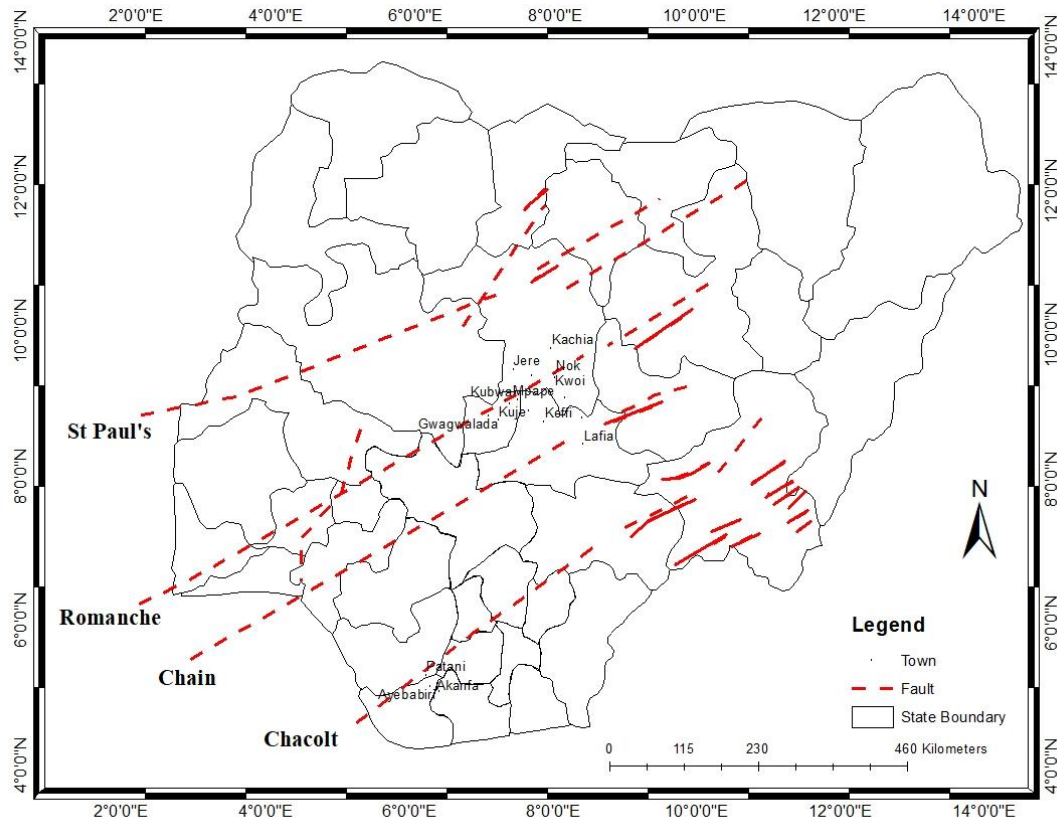 2°0'0"E 4°0'0"E 6°0'0"E 8°0'0"E 10°0'0"E 12°0'0"E 14°0'0"E
14°0'0"N 14°0'0"N
12°0'0"N 12°0'0"N
10°0'0"N 10°0'0"N
8°0'0"N 8°0'0"N
6°0'0"N 6°0'0"N
4°0'0"N 4°0'0"N
Kachia
Jere
Nok
Kwoi
Kubwa Mpape
Kuje
Keffi
Gwagwalada
Lafia
St Paul's
N
Romanche
Chain
Chacolt
Patani
Akanfa
Ayebabiri
Legend
Town
Fault
State Boundary
0 115 230 460 Kilometers
2°0'0"E 4°0'0"E 6°0'0"E 8°0'0"E 10°0'0"E 12°0'0"E 14°0'0"E